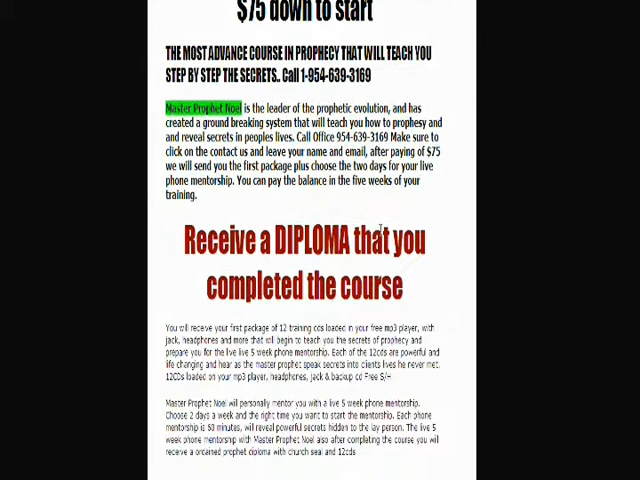 $75 down to start
THE MOST ADVANCE COURSE IN PROPHECY THAT WILL TEACH YOU
STEP BY STEP THE SECRETS.. Call 1-954-639-3169
Master Prophet Noel is the leader of the prophetic evolution, and has
created a ground breaking system that will teach you how to prophesy and
and reveal secrets in peoples lives. Call Office 954-639-3169 Make sure to
click on the contact us and leave your name and email, after paying of $75
we will send you the first package plus choose the two days for your live
phone mentorship. You can pay the balance in the five weeks of your
training.
Receive a DIPLOMA that you
completed the course
You will receive your first package of 12 training cds loaded in your free mp3 player, with
jack, headphones and more that will begin to teach you the secrets of prophecy and
prepare you for the live live 5 week phone mentorship. Each of the 12cds are powerful and
life changing and hear as the master prophet speak secrets into clients lives he never met.
12CDs loaded on your mp3 player, headphones, jack & backup cd Free S/H
Master Prophet Noel will personally mentor you with a live 5 week phone mentorship.
Choose 2 days a week and the right time you want to start the mentorship. Each phone
mentorship is 60 minutes, will reveal powerful secrets hidden to the lay person. The live 5
week phone mentorship with Master Prophet Noel also after completing the course you will
receive a ordained prophet diploma with church seal and 12cds